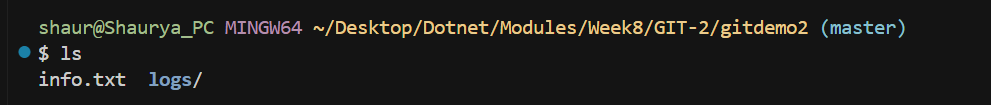 shaur@Shaurya_PC MINGW64 ~/Desktop/Dotnet/Modules/Week8/GIT-2/gitdemo2 (master)
$ ls
info.txt  logs/